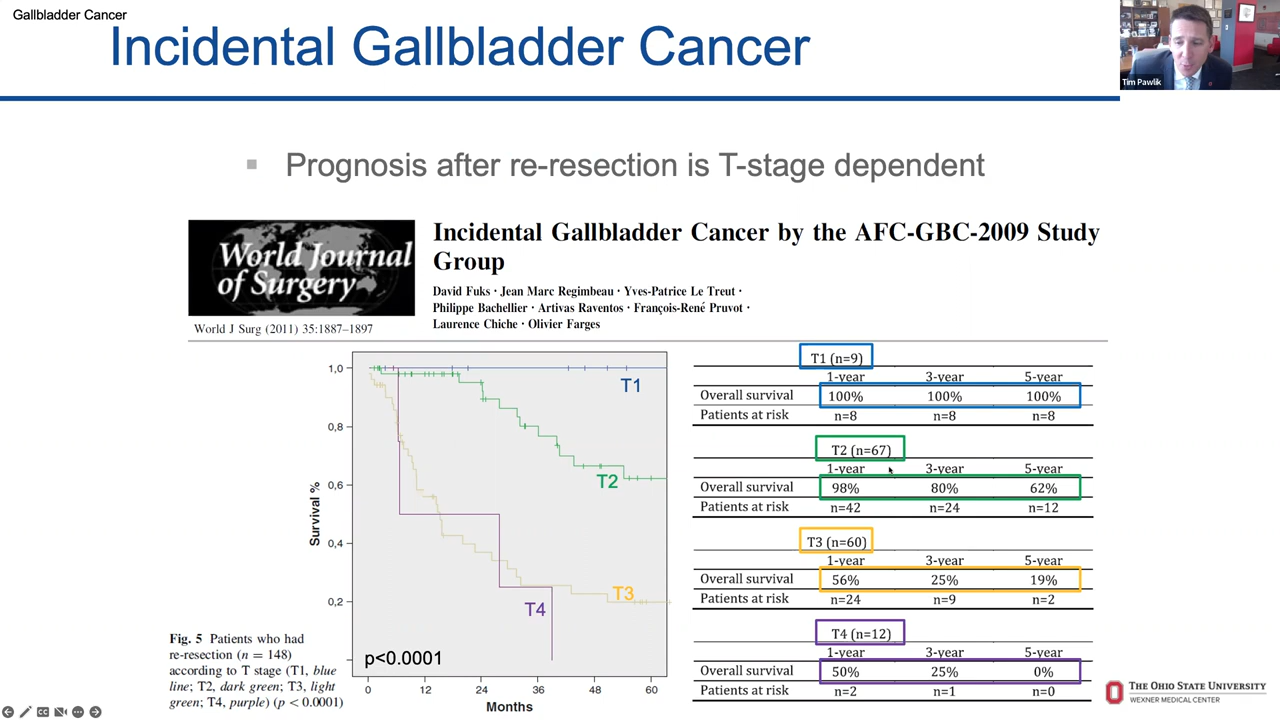 Gallbladder Cancer
Incidental Gallbladder Cancer
Tim Pawlik
Prognosis after re-resection is T-stage dependent
World Journal
of Surgery
World J Surg (2011) 35:1887–1897
Incidental Gallbladder Cancer by the AFC-GBC-2009 Study
Group
David Fuks · Jean Marc Regimbeau · Yves-Patrice Le Treut ·
Philippe Bachellier · Artivas Raventos · François-René Pruvot ·
Laurence Chiche · Olivier Farges
Survival %
1,0
0,8
0,6
0,4
0,2
T1
T2
T3
T4
p<0.0001
0 12 24 36 48 60
Months
Fig. 5 Patients who had
re-resection (n = 148)
according to T stage (T1, blue
line; T2, dark green; T3, light
green; T4, purple) (p < 0.0001)
T1 (n=9)
1-year 3-year 5-year
Overall survival 100% 100% 100%
Patients at risk n=8 n=8 n=8
T2 (n=67)
1-year 3-year 5-year
Overall survival 98% 80% 62%
Patients at risk n=42 n=24 n=12
T3 (n=60)
1-year 3-year 5-year
Overall survival 56% 25% 19%
Patients at risk n=24 n=9 n=2
T4 (n=12)
1-year 3-year 5-year
Overall survival 50% 25% 0%
Patients at risk n=2 n=1 n=0
THE OHIO STATE UNIVERSITY
WEXNER MEDICAL CENTER